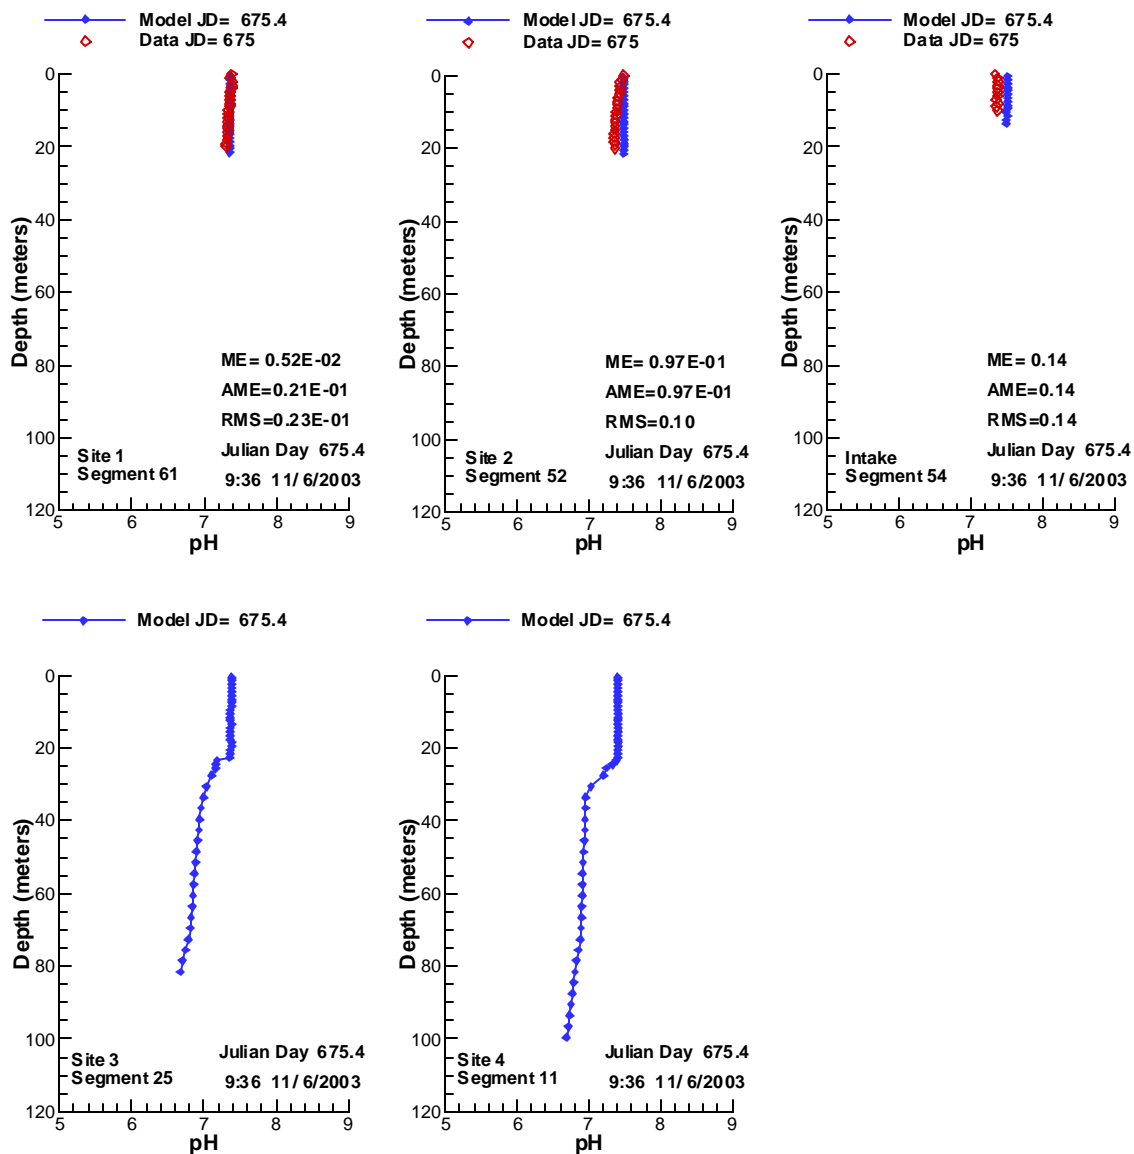 Model JD= 675.4
Data JD= 675
0
20
40
60
80
100
120
Depth (meters)
ME= 0.52E-02
AME=0.21E-01
RMS=0.23E-01
Site 1
Segment 61
Julian Day 675.4
9:36 11/ 6/2003
5 6 7 8 9
pH
Model JD= 675.4
Data JD= 675
0
20
40
60
80
100
120
Depth (meters)
ME= 0.97E-01
AME=0.97E-01
RMS=0.10
Site 2
Segment 52
Julian Day 675.4
9:36 11/ 6/2003
5 6 7 8 9
pH
Model JD= 675.4
Data JD= 675
0
20
40
60
80
100
120
Depth (meters)
ME= 0.14
AME=0.14
RMS=0.14
Intake
Segment 54
Julian Day 675.4
9:36 11/ 6/2003
5 6 7 8 9
pH
Model JD= 675.4
0
20
40
60
80
100
120
Depth (meters)
Site 3
Segment 25
Julian Day 675.4
9:36 11/ 6/2003
5 6 7 8 9
pH
Model JD= 675.4
0
20
40
60
80
100
120
Depth (meters)
Site 4
Segment 11
Julian Day 675.4
9:36 11/ 6/2003
5 6 7 8 9
pH